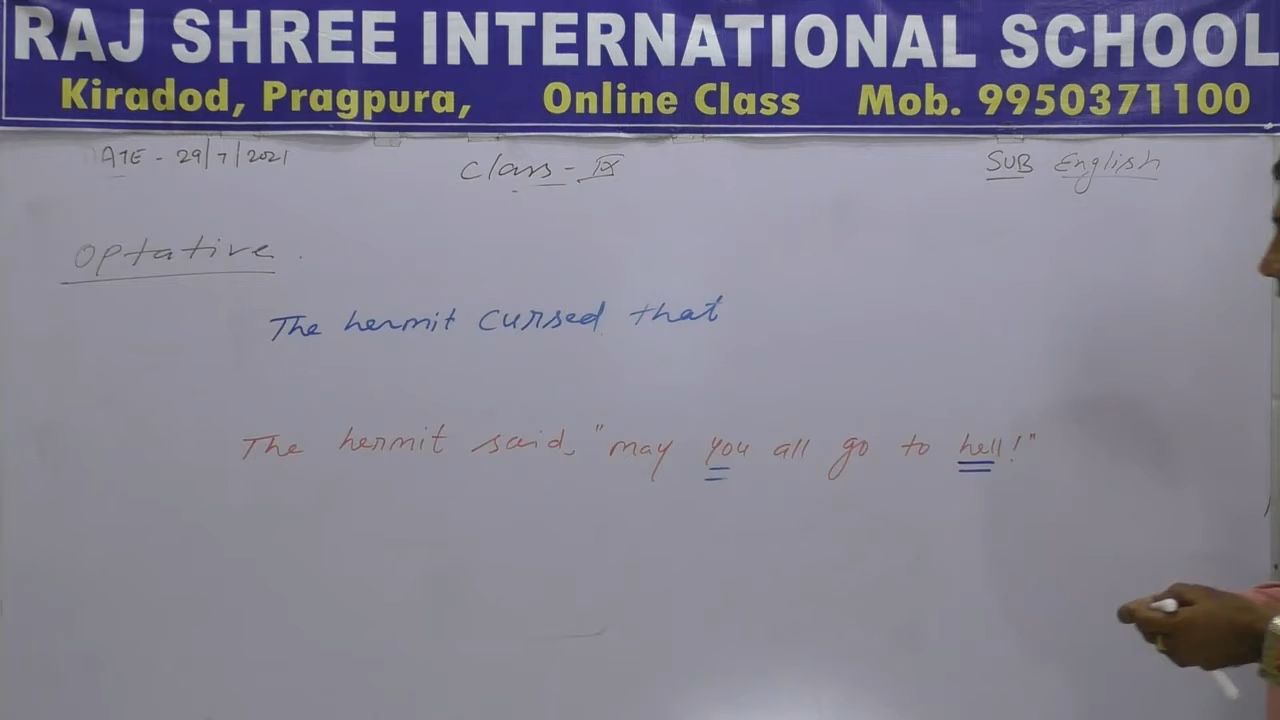 RAJ SHREE INTERNATIONAL SCHOOL
Kiradod, Pragpura, Online Class Mob. 9950371100
ATE - 29/7/2021 Class - IX SUB English
Optative.
The hermit cursed that
The hermit said, "may you all go to hell!"